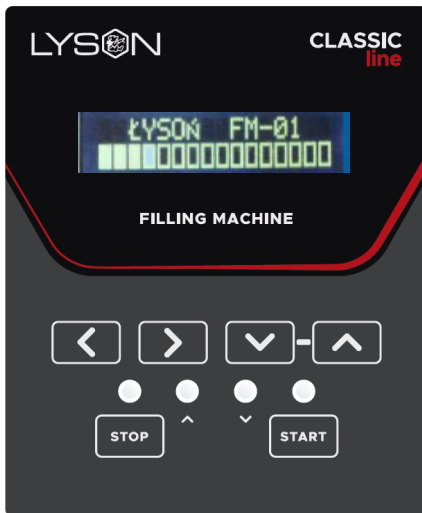 LYSON
CLASSIC
line
ŁYSOŃ FM-01
FILLING MACHINE
STOP
START